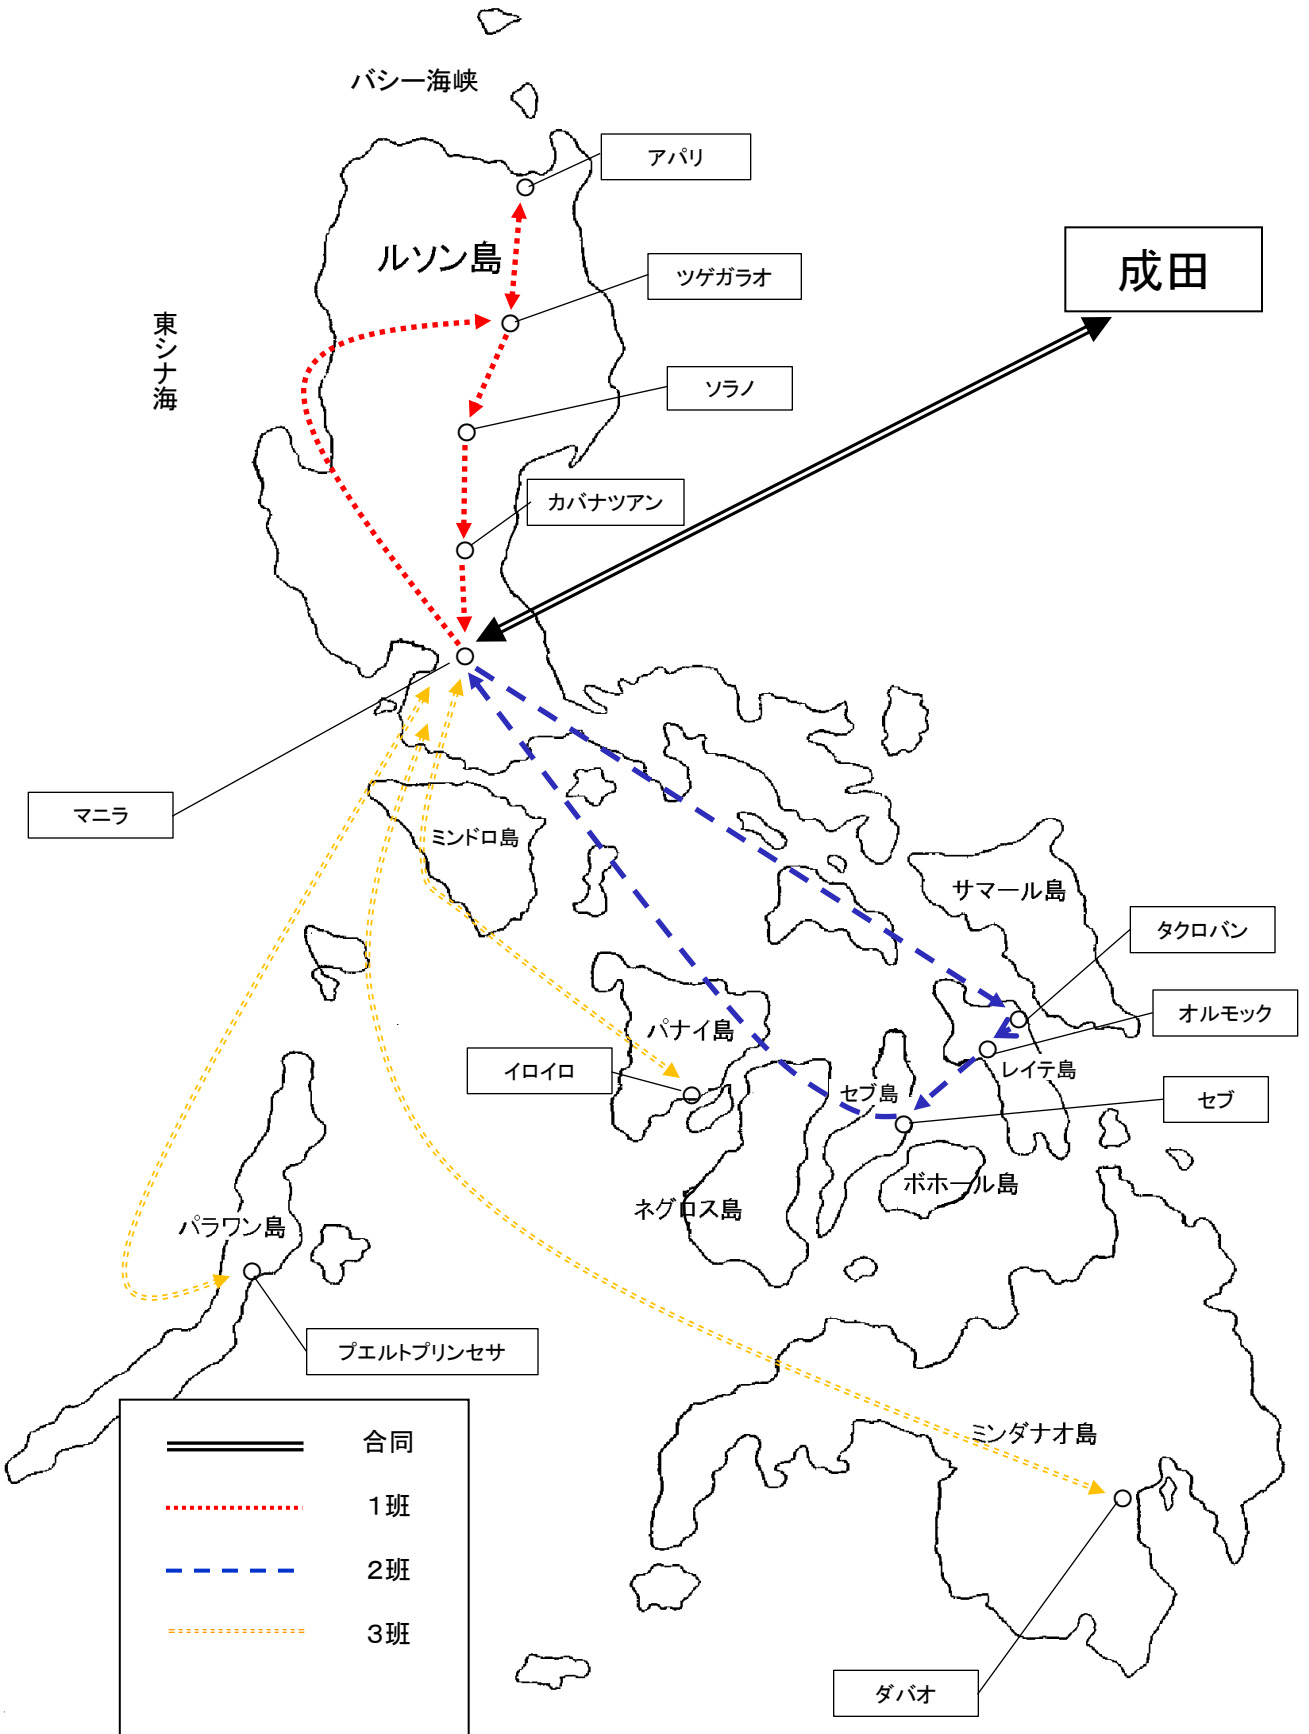 バシー海峡
アパリ
ルソン島
成田
ツゲガラオ
東シナ海
ソラノ
カバナツアン
マニラ
ミンドロ島
サマール島
タクロバン
オルモック
パナイ島
イロイロ
レイテ島
セブ島
セブ
ボホール島
ネグロス島
パラワン島
プエルトプリンセサ
ミンダナオ島
合同
1班
2班
3班
ダバオ